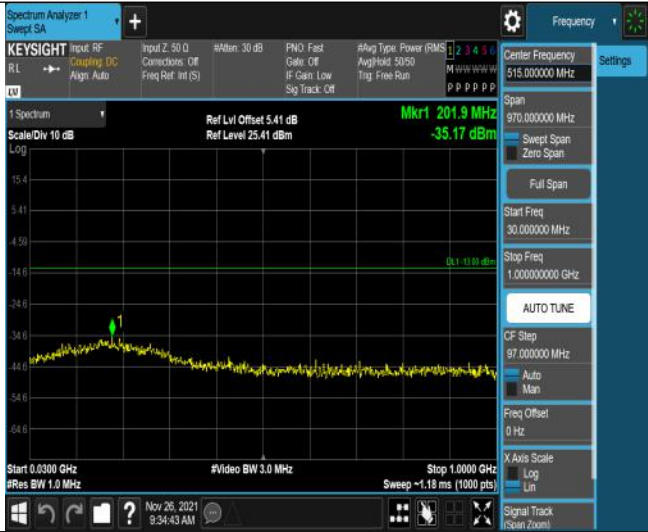 Spectrum Analyzer 1
Swept SA
Frequency
KEYSIGHT
RL
LV
Input: RF
Coupling: DC
Align: Auto
Input Z: 50 Ω
Corrections: Off
Freq Ref: Int (S)
#Atten: 30 dB
PNO: Fast
Gate: Off
IF Gain: Low
Sig Track: Off
#Avg Type: Power (RMS
Avg|Hold: 50/50
Trig: Free Run
1 2 3 4 5 6
M W W W W W
P P P P P P
1 Spectrum
Scale/Div 10 dB
Log
Ref Lvl Offset 5.41 dB
Ref Level 25.41 dBm
Mkr1 201.9 MHz
-35.17 dBm
15.4
5.41
-4.59
-14.6
-24.6
-34.6
-44.6
-54.6
-64.6
DL1 -13.00 dBm
1
Start 0.0300 GHz
#Res BW 1.0 MHz
#Video BW 3.0 MHz
Stop 1.0000 GHz
Sweep ~1.18 ms (1000 pts)
?
Nov 26, 2021
9:34:43 AM
Center Frequency
515.000000 MHz
Settings
Span
970.000000 MHz
Swept Span
Zero Span
Full Span
Start Freq
30.000000 MHz
Stop Freq
1.000000000 GHz
AUTO TUNE
CF Step
97.000000 MHz
Auto
Man
Freq Offset
0 Hz
X Axis Scale
Log
Lin
Signal Track
(Span Zoom)